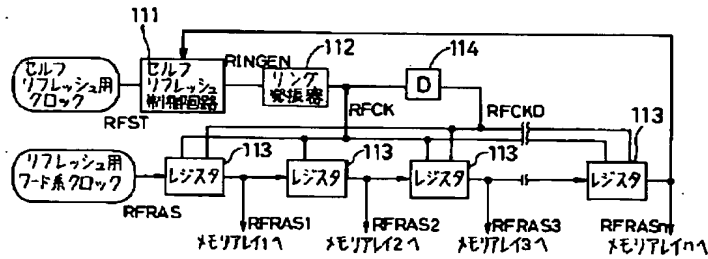 111
112
114
セルフ
リフレッシュ用
クロック
RFST
セルフ
リフレッシュ
制御回路
RINGEN
リング
発振器
RFCK
D
RFCKD
113
113
113
113
リフレッシュ用
ワード系クロック
RFRAS
レジスタ
レジスタ
レジスタ
レジスタ
RFRAS1
メモリアレイ1へ
RFRAS2
メモリアレイ2へ
RFRAS3
メモリアレイ3へ
RFRASn
メモリアレイnへ